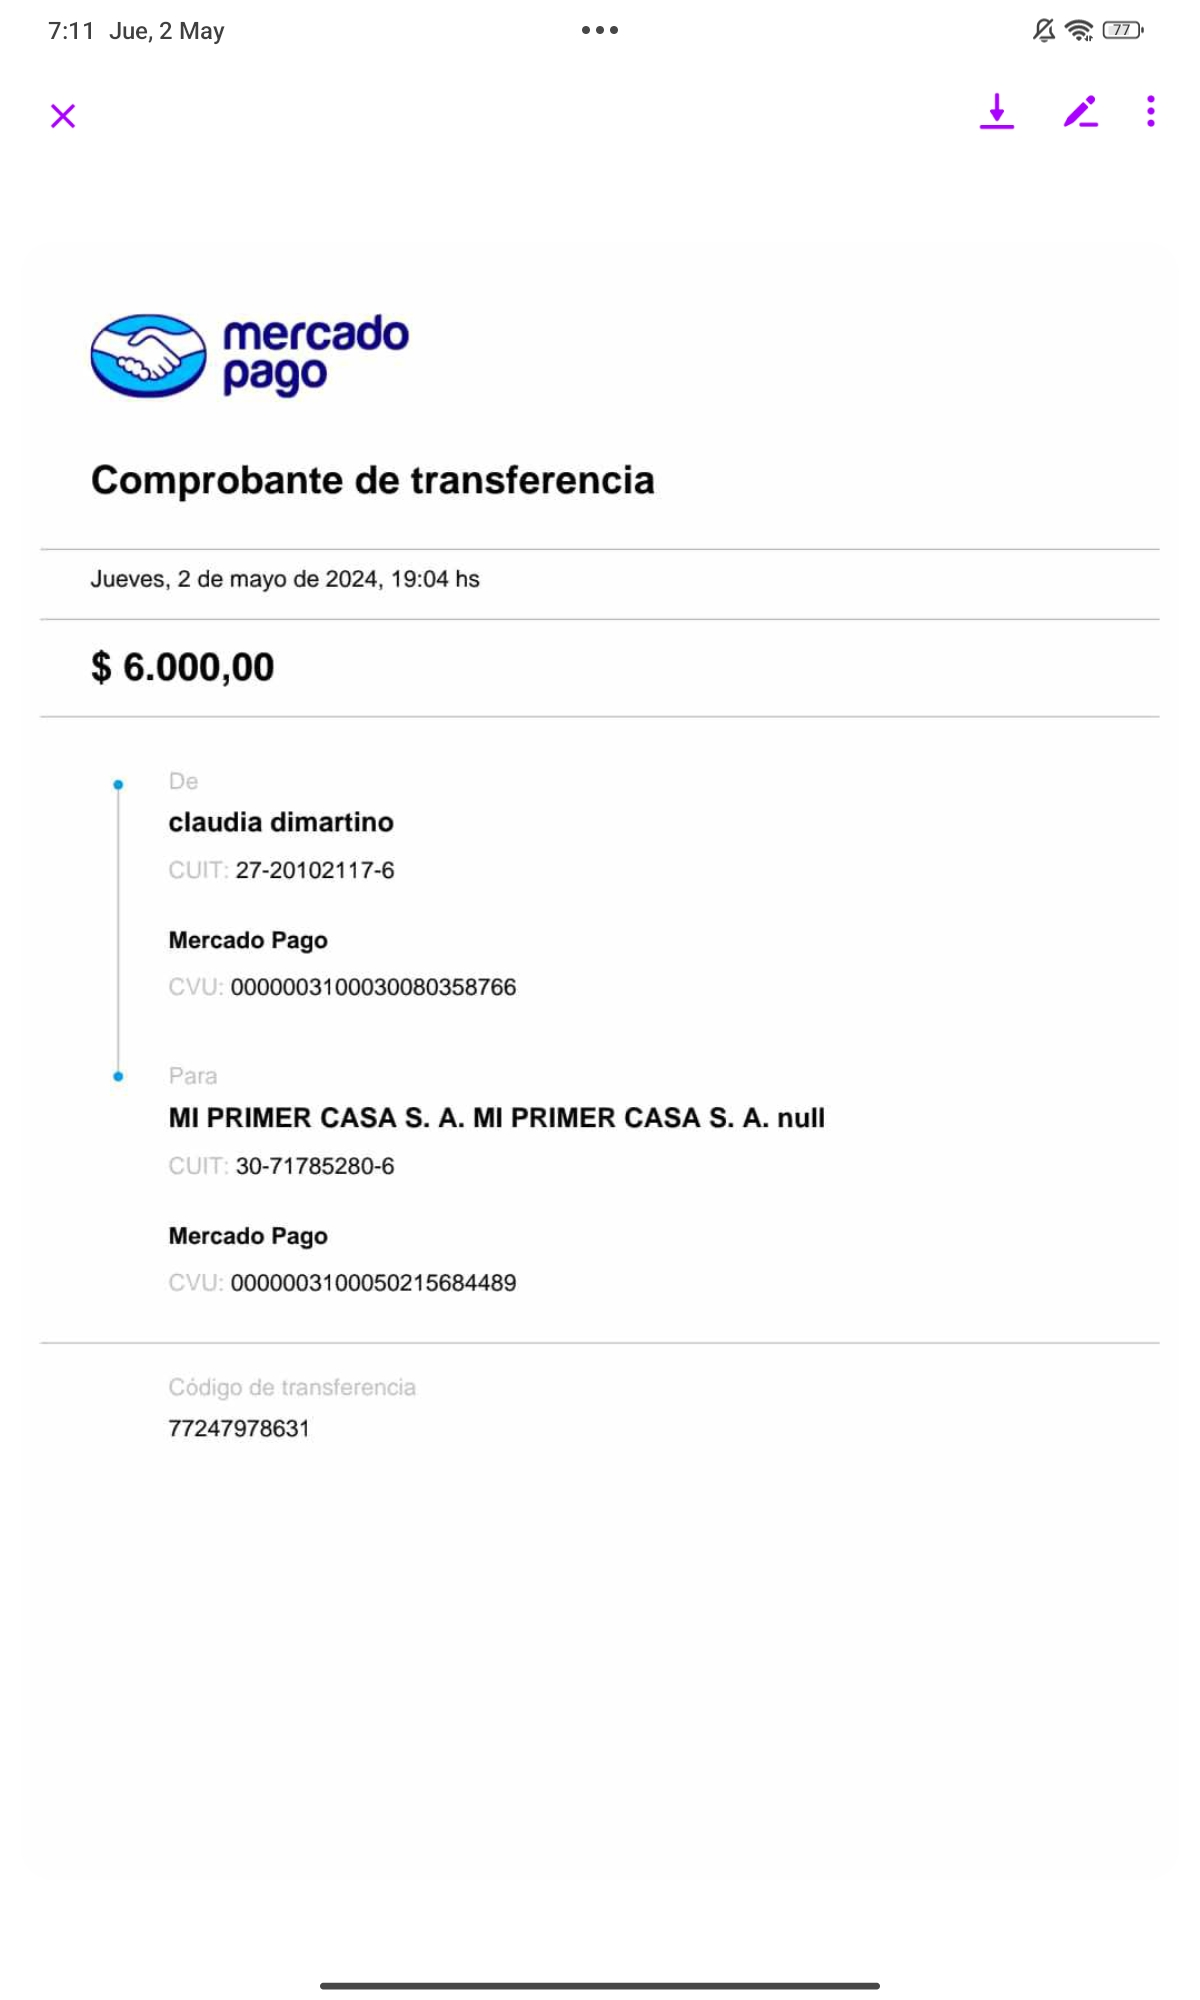 7:11 Jue, 2 May
77
mercado
pago
Comprobante de transferencia
Jueves, 2 de mayo de 2024, 19:04 hs
$ 6.000,00
De
claudia dimartino
CUIT: 27-20102117-6
Mercado Pago
CVU: 0000003100030080358766
Para
MI PRIMER CASA S. A. MI PRIMER CASA S. A. null
CUIT: 30-71785280-6
Mercado Pago
CVU: 0000003100050215684489
Código de transferencia
77247978631